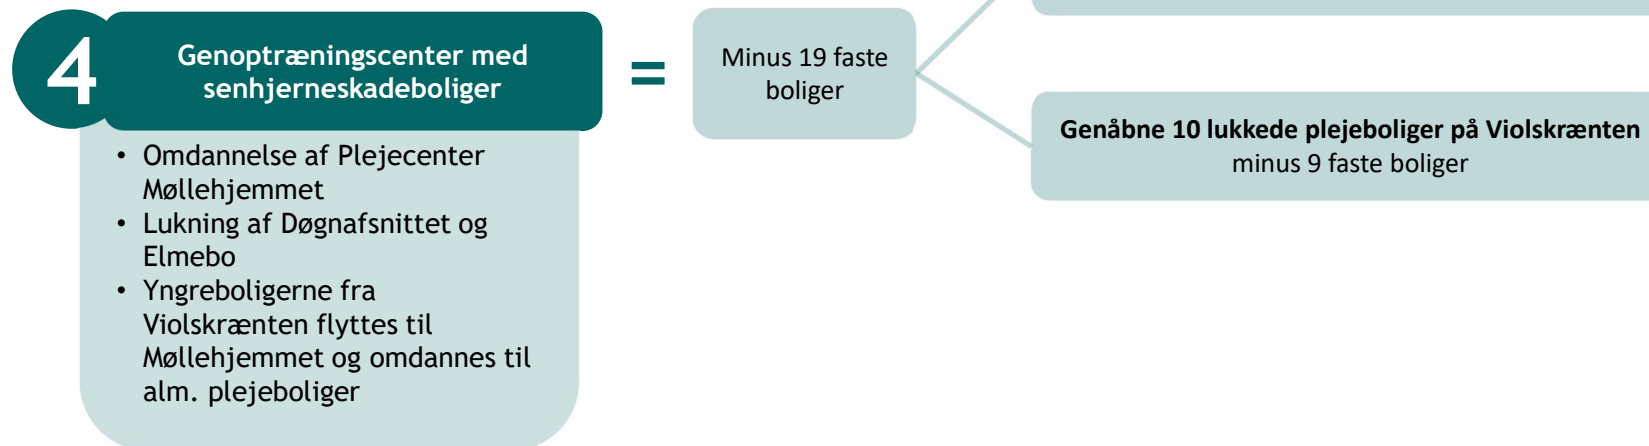 4
Genoptræningscenter med
senhjerneskadeboliger
=
Minus 19 faste
boliger
Genåbne 10 lukkede plejeboliger på Violskrænten
minus 9 faste boliger
• Omdannelse af Plejecenter
Møllehjemmet
• Lukning af Døgnafsnittet og
Elmebo
• Yngreboligerne fra
Violskrænten flyttes til
Møllehjemmet og omdannes til
alm. plejeboliger